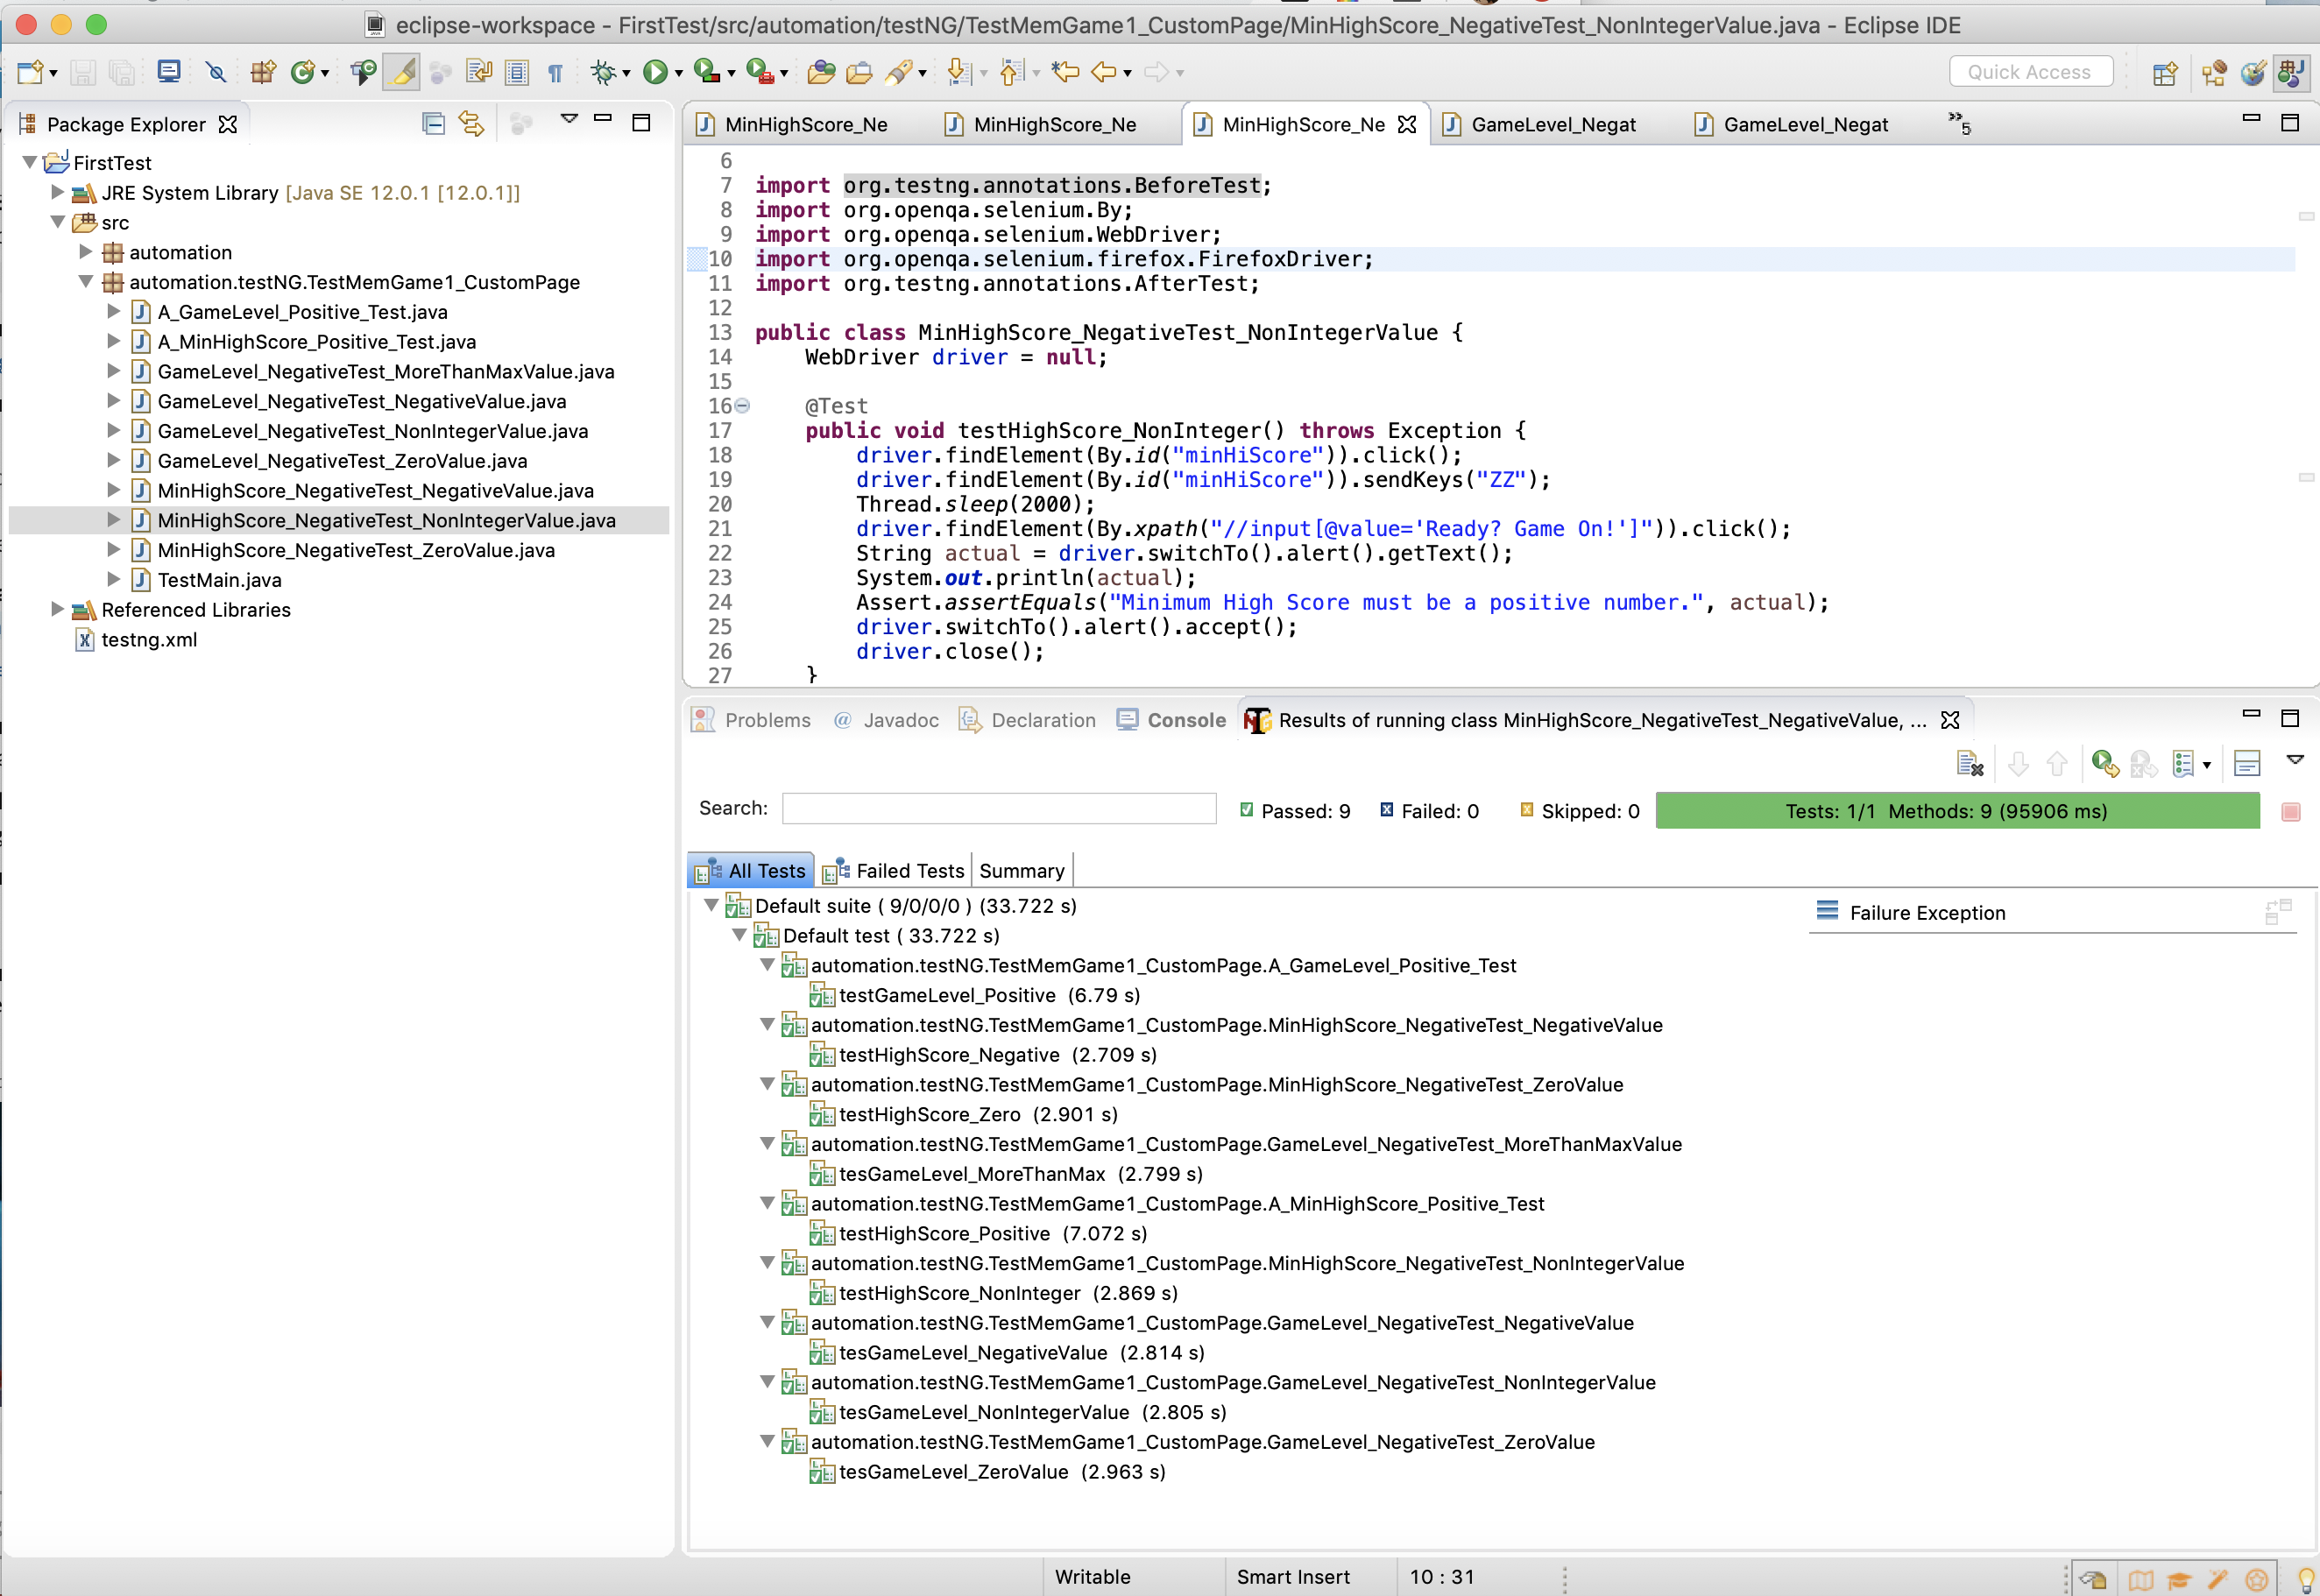 eclipse-workspace - FirstTest/src/automation/testNG/TestMemGame1_CustomPage/MinHighScore_NegativeTest_NonIntegerValue.java - Eclipse IDE
Quick Access
Package Explorer
FirstTest
JRE System Library [Java SE 12.0.1 [12.0.1]]
src
automation
automation.testNG.TestMemGame1_CustomPage
A_GameLevel_Positive_Test.java
A_MinHighScore_Positive_Test.java
GameLevel_NegativeTest_MoreThanMaxValue.java
GameLevel_NegativeTest_NegativeValue.java
GameLevel_NegativeTest_NonIntegerValue.java
GameLevel_NegativeTest_ZeroValue.java
MinHighScore_NegativeTest_NegativeValue.java
MinHighScore_NegativeTest_NonIntegerValue.java
MinHighScore_NegativeTest_ZeroValue.java
TestMain.java
Referenced Libraries
testng.xml
MinHighScore_Ne MinHighScore_Ne MinHighScore_Ne GameLevel_Negat GameLevel_Negat »5
6
7 import org.testng.annotations.BeforeTest;
8 import org.openqa.selenium.By;
9 import org.openqa.selenium.WebDriver;
10 import org.openqa.selenium.firefox.FirefoxDriver;
11 import org.testng.annotations.AfterTest;
12
13 public class MinHighScore_NegativeTest_NonIntegerValue {
14 WebDriver driver = null;
15
16 @Test
17 public void testHighScore_NonInteger() throws Exception {
18 driver.findElement(By.id("minHiScore")).click();
19 driver.findElement(By.id("minHiScore")).sendKeys("ZZ");
20 Thread.sleep(2000);
21 driver.findElement(By.xpath("//input[@value='Ready? Game On!']")).click();
22 String actual = driver.switchTo().alert().getText();
23 System.out.println(actual);
24 Assert.assertEquals("Minimum High Score must be a positive number.", actual);
25 driver.switchTo().alert().accept();
26 driver.close();
27 }
Problems @ Javadoc Declaration Console Results of running class MinHighScore_NegativeTest_NegativeValue, ...
Search: Passed: 9 Failed: 0 Skipped: 0 Tests: 1/1 Methods: 9 (95906 ms)
All Tests Failed Tests Summary
Default suite ( 9/0/0/0 ) (33.722 s)
Failure Exception
Default test ( 33.722 s)
automation.testNG.TestMemGame1_CustomPage.A_GameLevel_Positive_Test
testGameLevel_Positive (6.79 s)
automation.testNG.TestMemGame1_CustomPage.MinHighScore_NegativeTest_NegativeValue
testHighScore_Negative (2.709 s)
automation.testNG.TestMemGame1_CustomPage.MinHighScore_NegativeTest_ZeroValue
testHighScore_Zero (2.901 s)
automation.testNG.TestMemGame1_CustomPage.GameLevel_NegativeTest_MoreThanMaxValue
tesGameLevel_MoreThanMax (2.799 s)
automation.testNG.TestMemGame1_CustomPage.A_MinHighScore_Positive_Test
testHighScore_Positive (7.072 s)
automation.testNG.TestMemGame1_CustomPage.MinHighScore_NegativeTest_NonIntegerValue
testHighScore_NonInteger (2.869 s)
automation.testNG.TestMemGame1_CustomPage.GameLevel_NegativeTest_NegativeValue
tesGameLevel_NegativeValue (2.814 s)
automation.testNG.TestMemGame1_CustomPage.GameLevel_NegativeTest_NonIntegerValue
tesGameLevel_NonIntegerValue (2.805 s)
automation.testNG.TestMemGame1_CustomPage.GameLevel_NegativeTest_ZeroValue
tesGameLevel_ZeroValue (2.963 s)
Writable Smart Insert 10 : 31